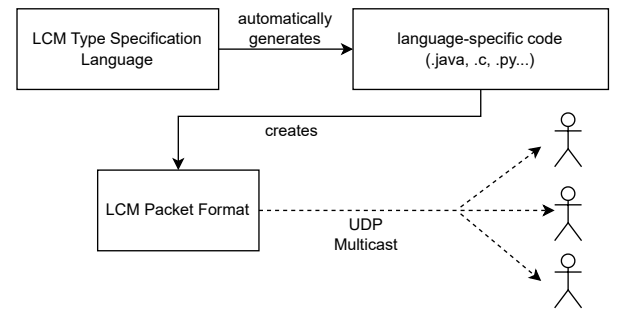 LCM Type Specification
Language
automatically
generates
language-specific code
(.java, .c, .py...)
creates
LCM Packet Format
UDP
Multicast